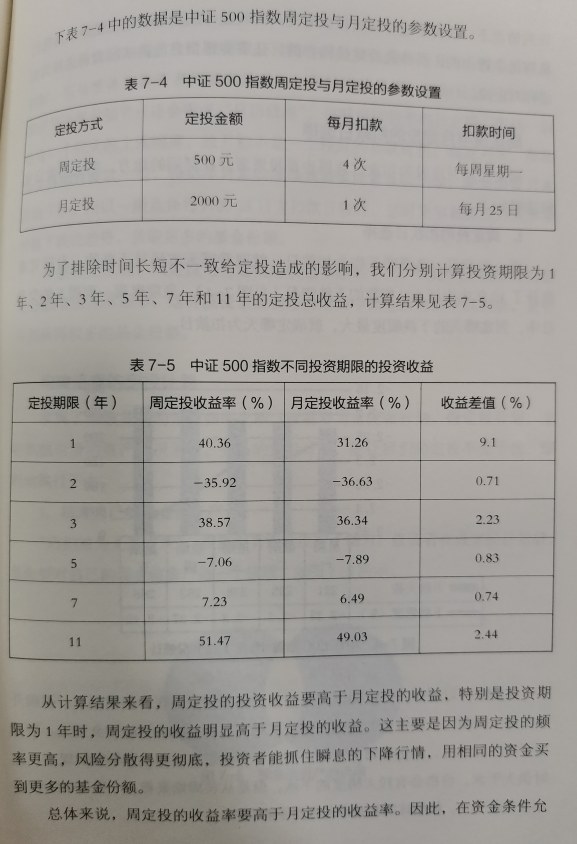 下表 7-4 中的数据是中证 500 指数周定投与月定投的参数设置。
表 7-4 中证 500 指数周定投与月定投的参数设置
定投方式 定投金额 每月扣款 扣款时间
周定投 500 元 4 次 每周星期一
月定投 2000 元 1 次 每月 25 日
为了排除时间长短不一致给定投造成的影响，我们分别计算投资期限为 1
年、2 年、3 年、5 年、7 年和 11 年的定投总收益，计算结果见表 7-5。
表 7-5 中证 500 指数不同投资期限的投资收益
定投期限（年） 周定投收益率（%） 月定投收益率（%） 收益差值（%）
1 40.36 31.26 9.1
2 -35.92 -36.63 0.71
3 38.57 36.34 2.23
5 -7.06 -7.89 0.83
7 7.23 6.49 0.74
11 51.47 49.03 2.44
从计算结果来看，周定投的投资收益要高于月定投的收益，特别是投资期
限为 1 年时，周定投的收益明显高于月定投的收益。这主要是因为周定投的频
率更高，风险分散得更彻底，投资者能抓住瞬息的下降行情，用相同的资金买
到更多的基金份额。
总体来说，周定投的收益率要高于月定投的收益率。因此，在资金条件允